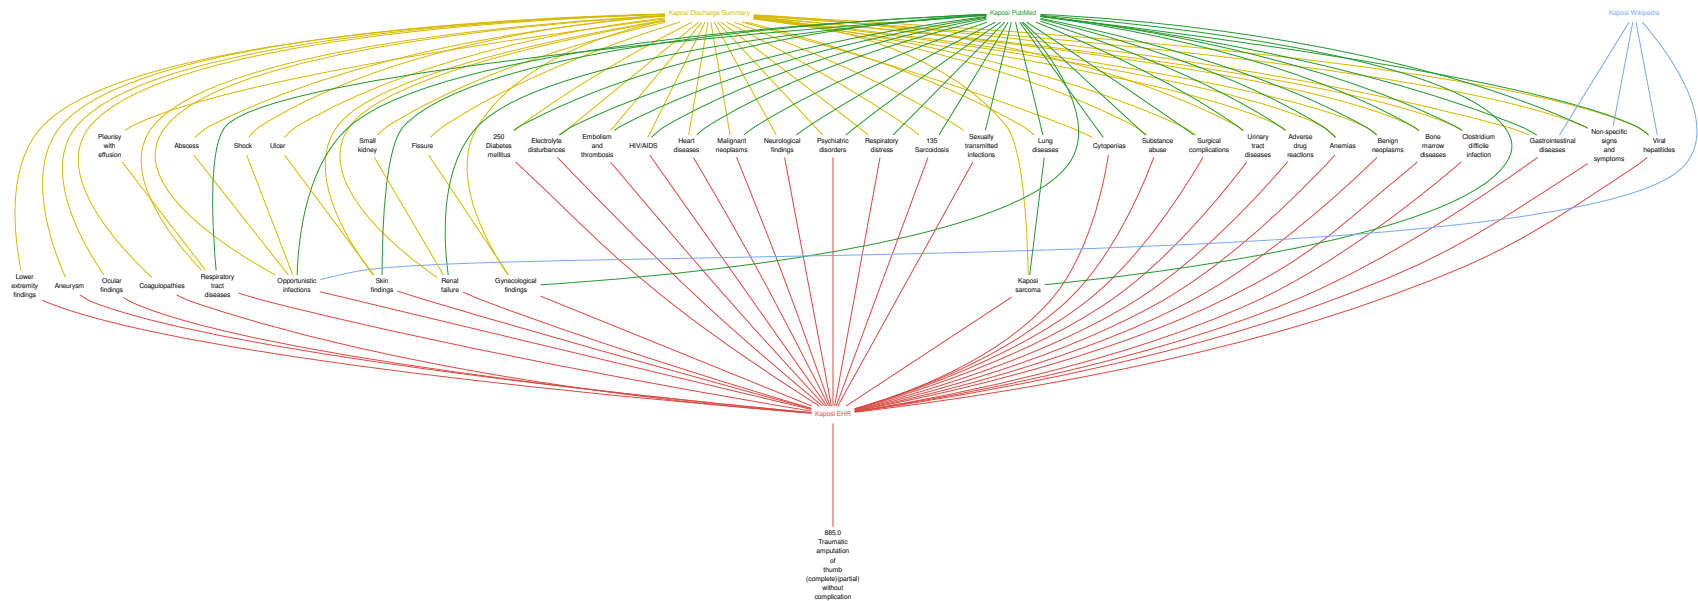 Kaposi Discharge Summary
Kaposi PubMed
Kaposi Wikipedia
Pleurisy
with
effusion
Abscess
Shock
Ulcer
Small
kidney
Fissure
250
Diabetes
mellitus
Electrolyte
disturbances
Embolism
and
thrombosis
HIV/AIDS
Heart
diseases
Malignant
neoplasms
Neurological
findings
Psychiatric
disorders
Respiratory
distress
135
Sarcoidosis
Sexually
transmitted
infections
Lung
diseases
Cytopenias
Substance
abuse
Surgical
complications
Urinary
tract
diseases
Adverse
drug
reactions
Anemias
Benign
neoplasms
Bone
marrow
diseases
Clostridium
difficile
infection
Gastrointestinal
diseases
Non-specific
signs
and
symptoms
Viral
hepatitides
Lower
extremity
findings
Aneurysm
Ocular
findings
Coagulopathies
Respiratory
tract
diseases
Opportunistic
infections
Skin
findings
Renal
failure
Gynecological
findings
Kaposi
sarcoma
Kaposi EHR
885.0
Traumatic
amputation
of
thumb
(complete)(partial)
without
complication